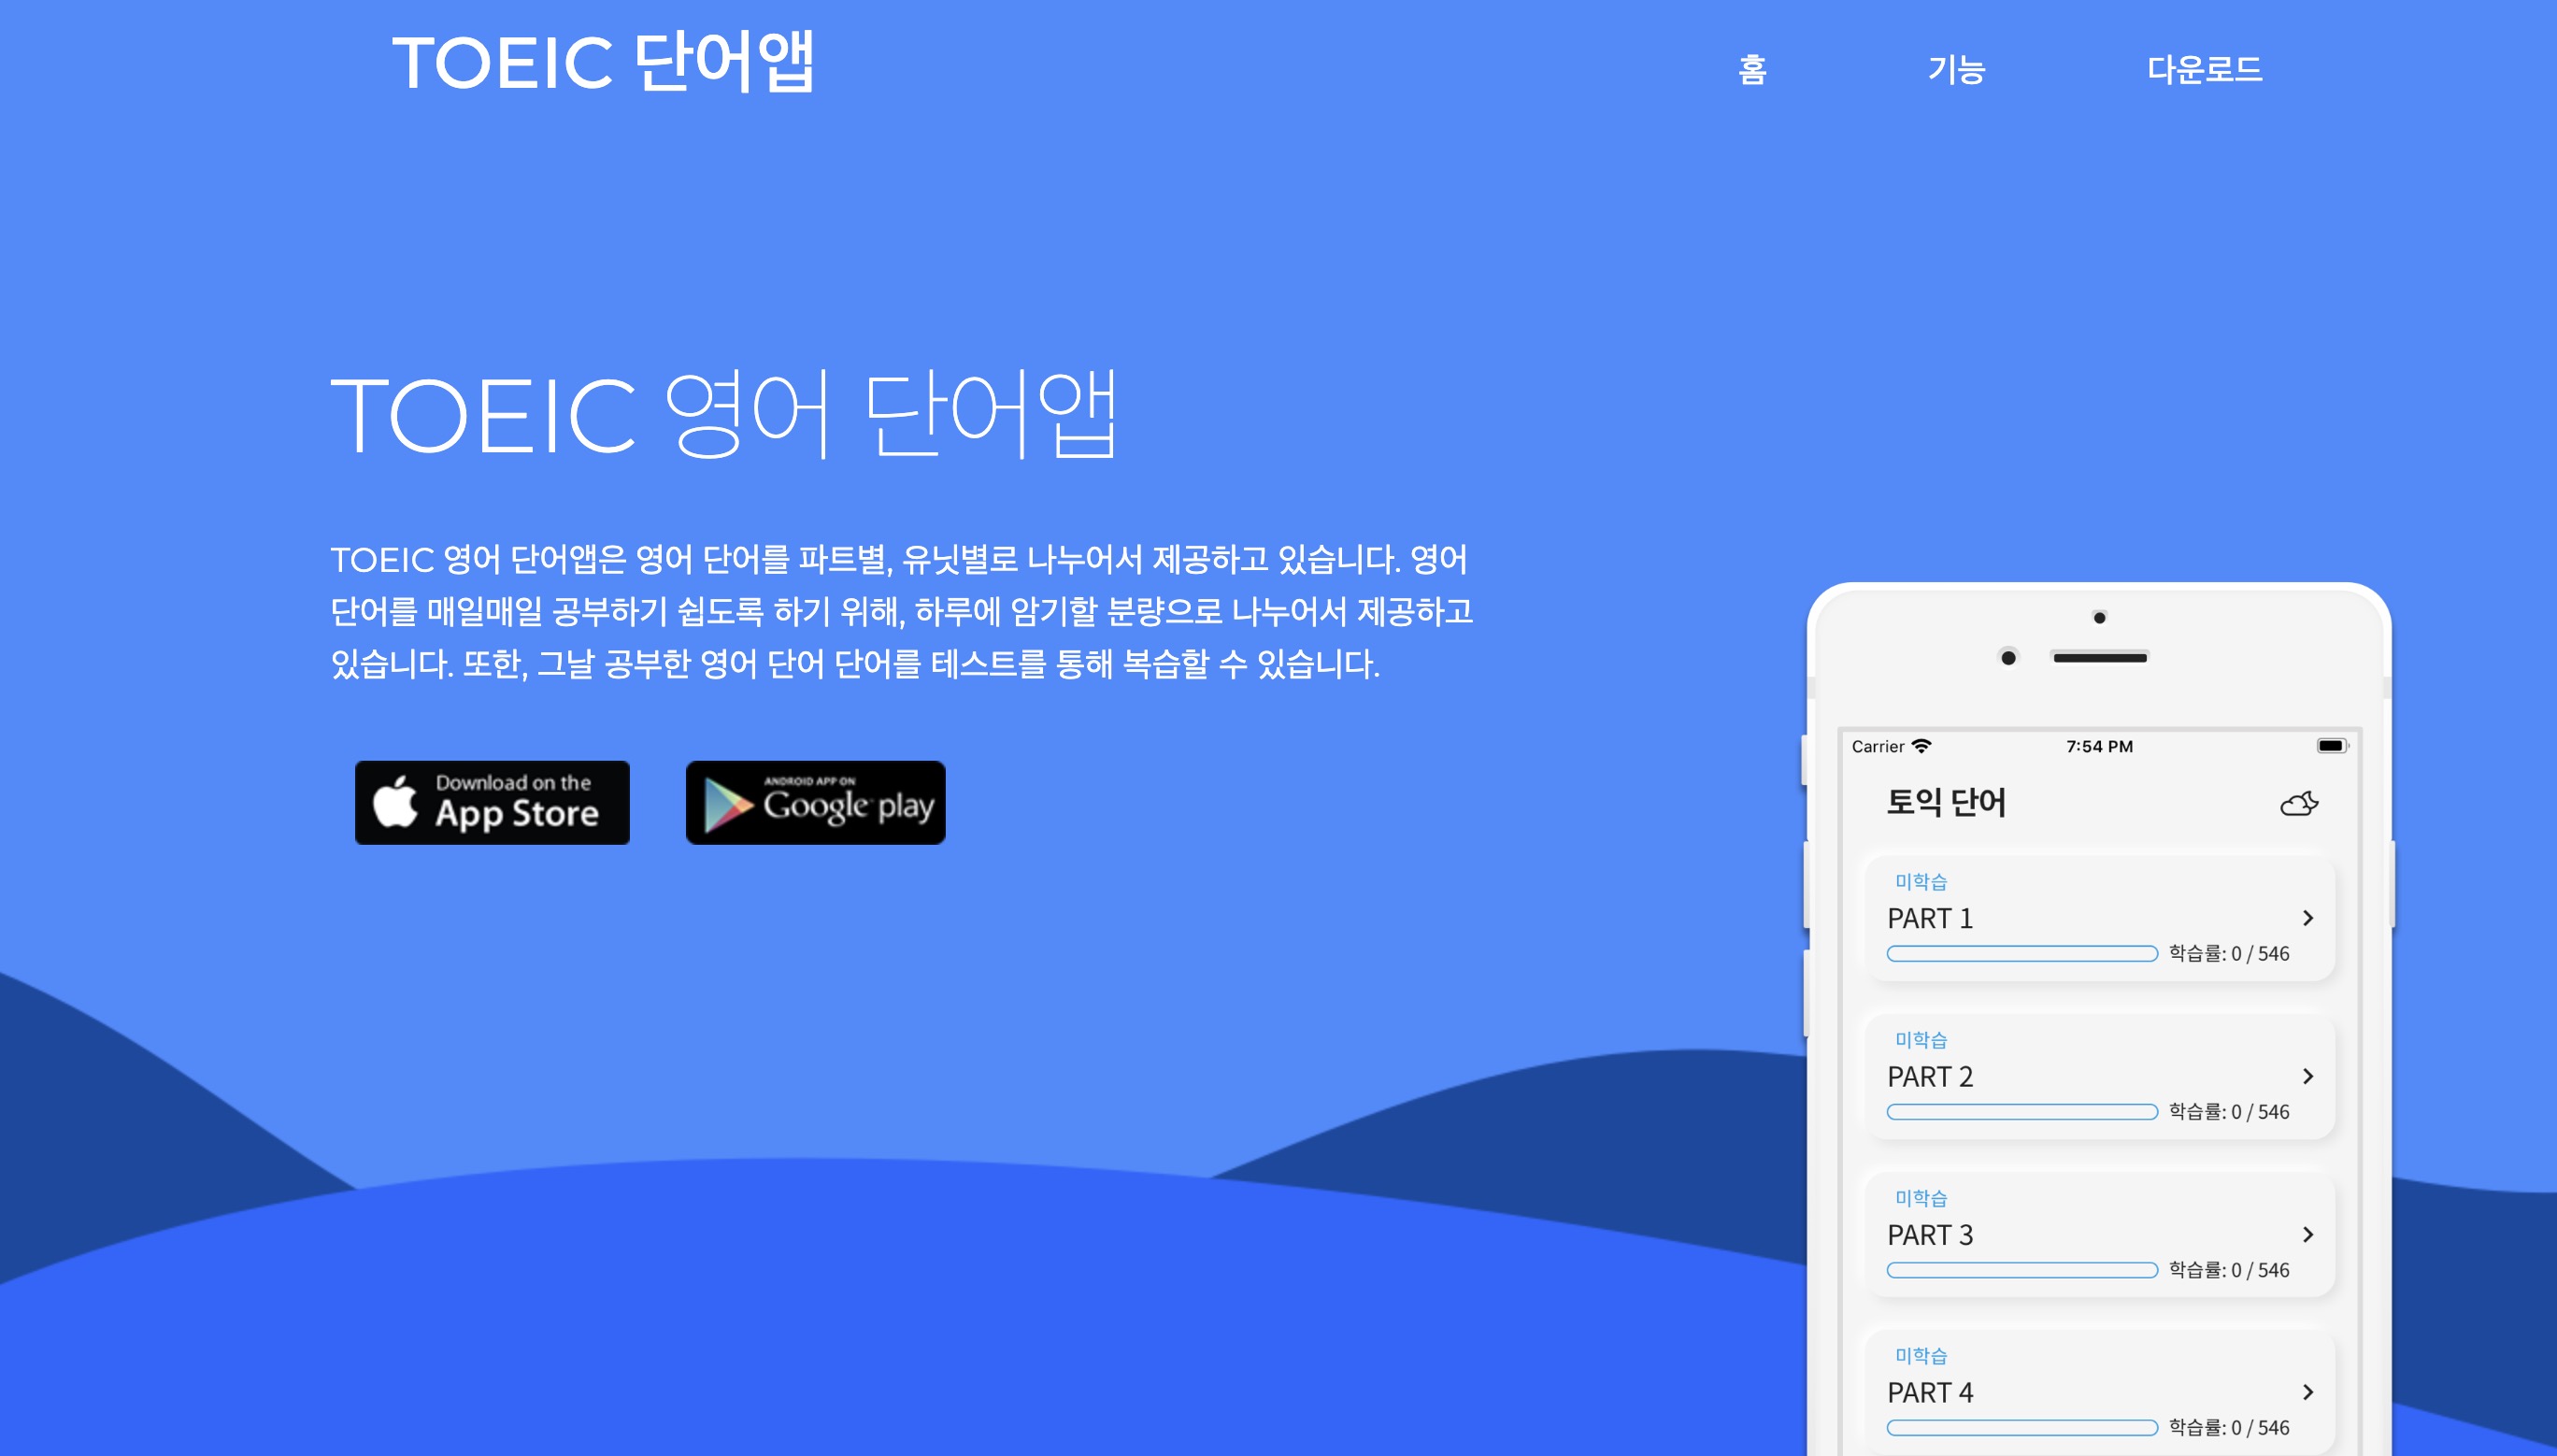 TOEIC 단어앱
홈
기능
다운로드
TOEIC 영어 단어앱
TOEIC 영어 단어앱은 영어 단어를 파트별, 유닛별로 나누어서 제공하고 있습니다. 영어
단어를 매일매일 공부하기 쉽도록 하기 위해, 하루에 암기할 분량으로 나누어서 제공하고
있습니다. 또한, 그날 공부한 영어 단어 단어를 테스트를 통해 복습할 수 있습니다.
Download on the
App Store
ANDROID APP ON
Google play
Carrier
7:54 PM
토익 단어
미학습
PART 1
학습률: 0 / 546
미학습
PART 2
학습률: 0 / 546
미학습
PART 3
학습률: 0 / 546
미학습
PART 4
학습률: 0 / 546